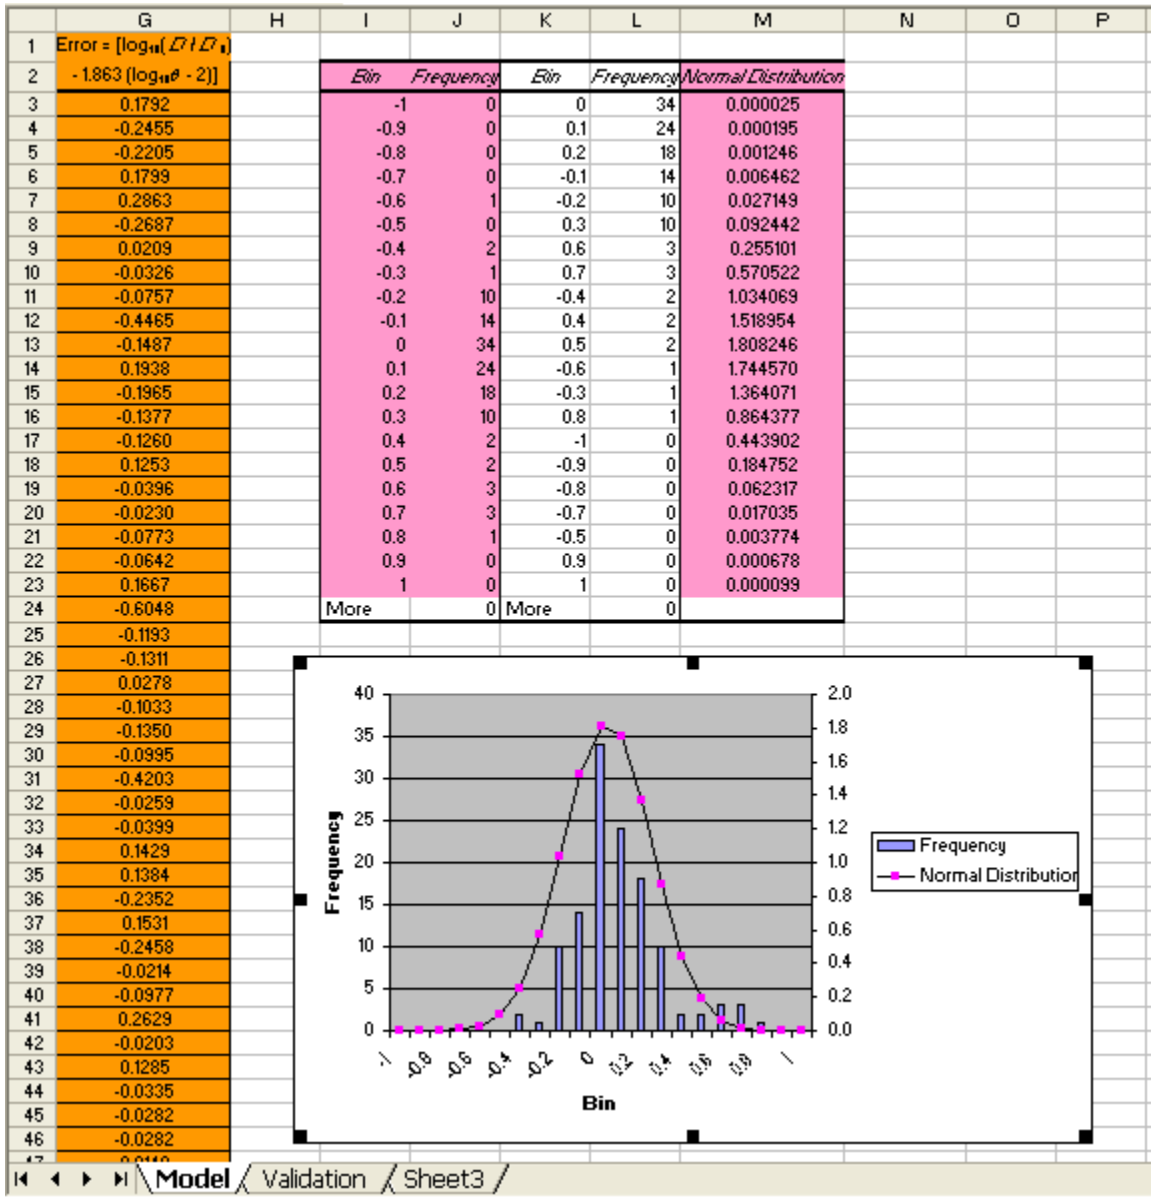 G H I J K L M N O P
1 Error = [log₁₀(
2 - 1.863 (log₁₀θ - 2)] Bin Frequency Bin Frequency Normal Distribution
3 0.1792 -1 0 0 34 0.000025
4 -0.2455 -0.9 0 0.1 24 0.000195
5 -0.2205 -0.8 0 0.2 18 0.001246
6 0.1799 -0.7 0 -0.1 14 0.006462
7 0.2863 -0.6 1 -0.2 10 0.027149
8 -0.2687 -0.5 0 0.3 10 0.092442
9 0.0209 -0.4 2 0.6 3 0.255101
10 -0.0326 -0.3 1 0.7 3 0.570522
11 -0.0757 -0.2 10 -0.4 2 1.034069
12 -0.4465 -0.1 14 0.4 2 1.518954
13 -0.1487 0 34 0.5 2 1.808246
14 0.1938 0.1 24 -0.6 1 1.744570
15 -0.1965 0.2 18 -0.3 1 1.364071
16 -0.1377 0.3 10 0.8 1 0.864377
17 -0.1260 0.4 2 -1 0 0.443902
18 0.1253 0.5 2 -0.9 0 0.184752
19 -0.0396 0.6 3 -0.8 0 0.062317
20 -0.0230 0.7 3 -0.7 0 0.017035
21 -0.0773 0.8 1 -0.5 0 0.003774
22 -0.0642 0.9 0 0.9 0 0.000678
23 0.1667 1 0 1 0 0.000099
24 -0.6048 More 0 More 0
25 -0.1193
26 -0.1311
27 0.0278
28 -0.1033
29 -0.1350
30 -0.0995
31 -0.4203
32 -0.0259
33 -0.0399
34 0.1429
35 0.1384
36 -0.2352
37 0.1531
38 -0.2458
39 -0.0214
40 -0.0977
41 0.2629
42 -0.0203
43 0.1285
44 -0.0335
45 -0.0282
46 -0.0282
40 2.0
35 1.8
30 1.6
25 1.4
20 1.2
15 1.0
10 0.8
5 0.6
0 0.4
0.2
0.0
Frequency
-1 -0.8 -0.6 -0.4 -0.2 0 0.2 0.4 0.6 0.8 1
Bin
Frequency
Normal Distribution
Model Validation Sheet3